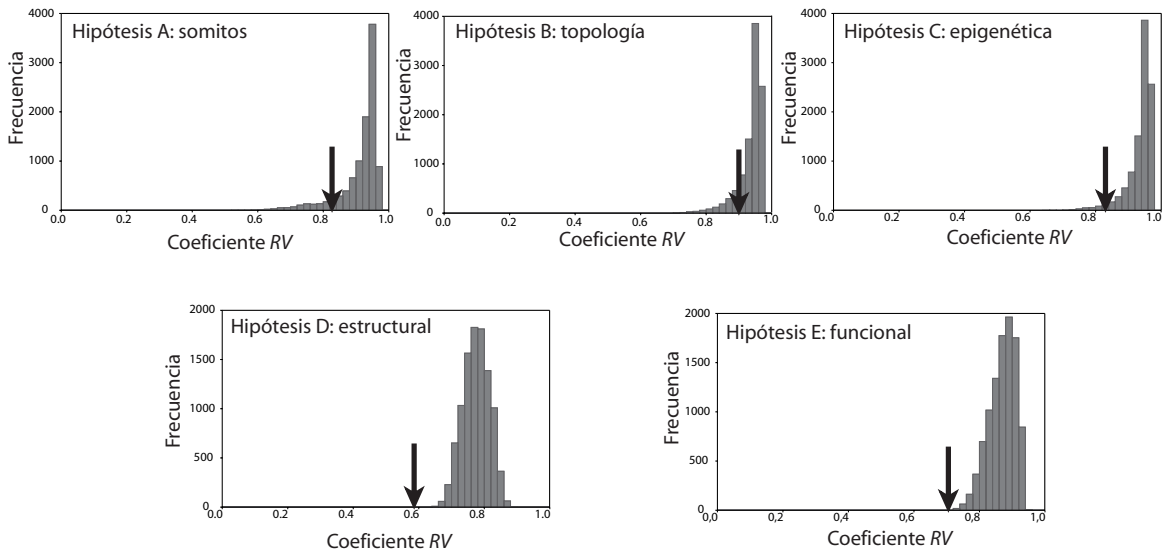 Hipótesis A: somitos
Frecuencia
4000
3000
2000
1000
0
0.0 0.2 0.4 0.6 0.8 1.0
Coeficiente RV
Hipótesis B: topología
Frecuencia
4000
3000
2000
1000
0
0.0 0.2 0.4 0.6 0.8 1.0
Coeficiente RV
Hipótesis C: epigenética
Frecuencia
4000
3000
2000
1000
0
0.0 0.2 0.4 0.6 0.8 1.0
Coeficiente RV
Hipótesis D: estructural
Frecuencia
2000
1500
1000
500
0
0.0 0.2 0.4 0.6 0.8 1.0
Coeficiente RV
Hipótesis E: funcional
Frecuencia
2000
1500
1000
500
0
0,0 0,2 0,4 0,6 0,8 1,0
Coeficiente RV